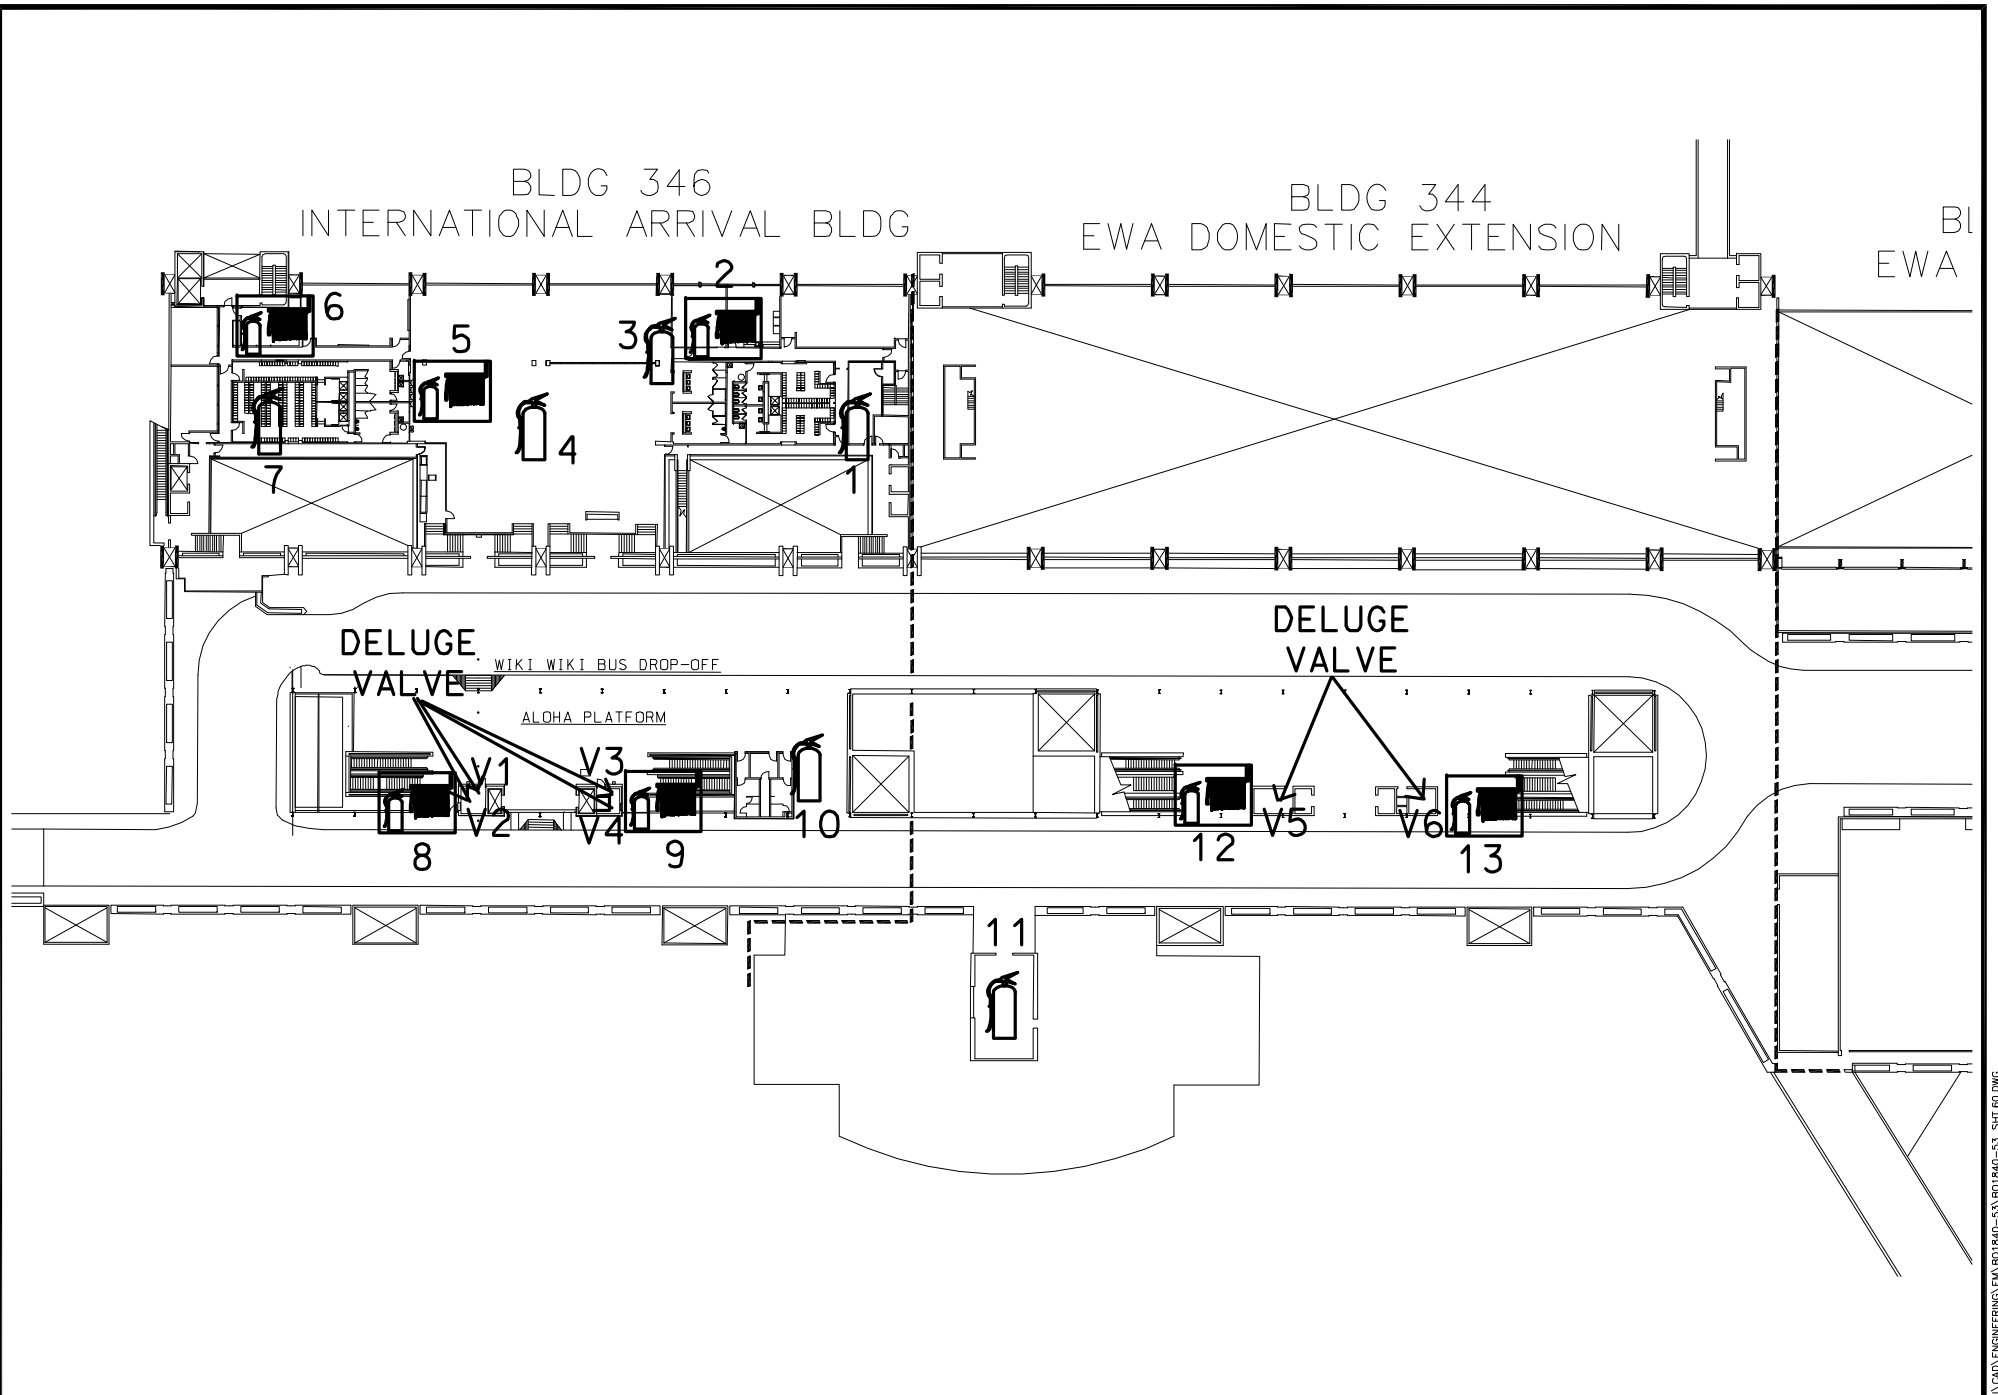 BLDG 346
INTERNATIONAL ARRIVAL BLDG
BLDG 344
EWA DOMESTIC EXTENSION
BL
EWA
2
6
3
5
4
7
1
DELUGE
VALVE
WIKI WIKI BUS DROP-OFF
ALOHA PLATFORM
DELUGE
VALVE
V1
V2
V3
V4
8
9
10
V5
V6
12
13
11